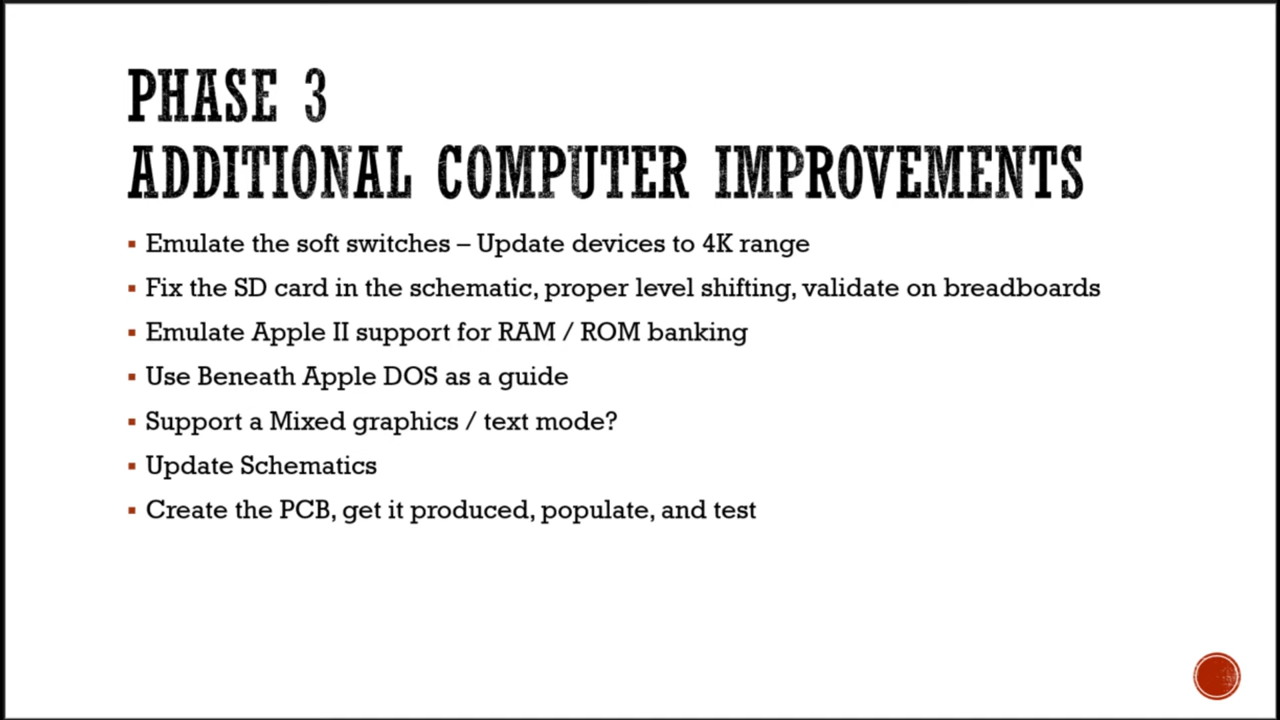 PHASE 3
ADDITIONAL COMPUTER IMPROVEMENTS
▪ Emulate the soft switches – Update devices to 4K range
▪ Fix the SD card in the schematic, proper level shifting, validate on breadboards
▪ Emulate Apple II support for RAM / ROM banking
▪ Use Beneath Apple DOS as a guide
▪ Support a Mixed graphics / text mode?
▪ Update Schematics
▪ Create the PCB, get it produced, populate, and test